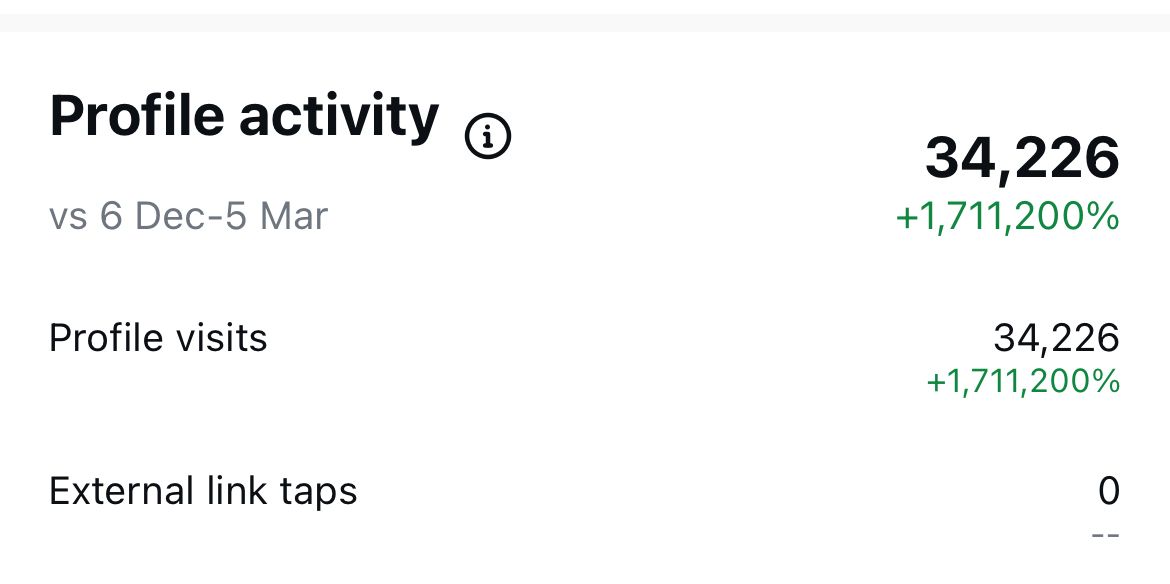 Profile activity
34,226
vs 6 Dec-5 Mar
+1,711,200%
Profile visits
34,226
+1,711,200%
External link taps
0
--